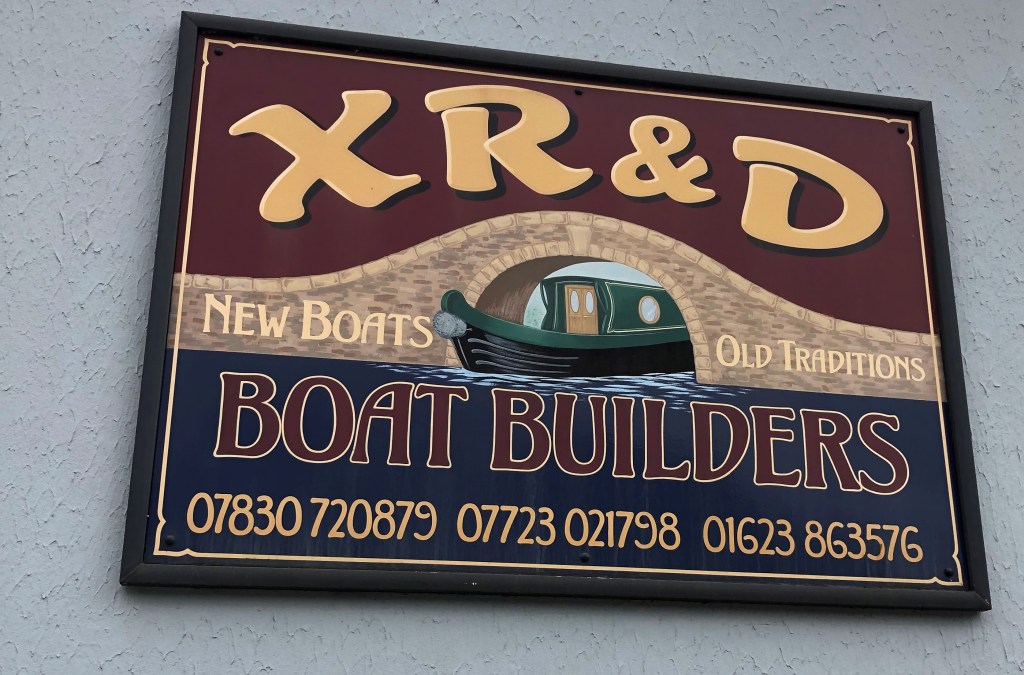 XR&D
NEW BOATS
OLD TRADITIONS
BOAT BUILDERS
07830 720879 07723 021798 01623 863576